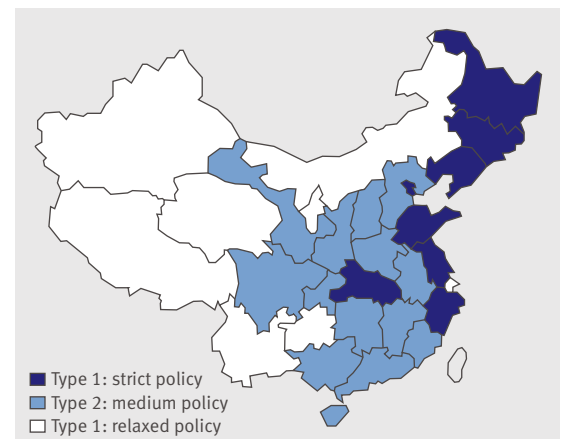 Type 1: strict policy
Type 2: medium policy
Type 1: relaxed policy